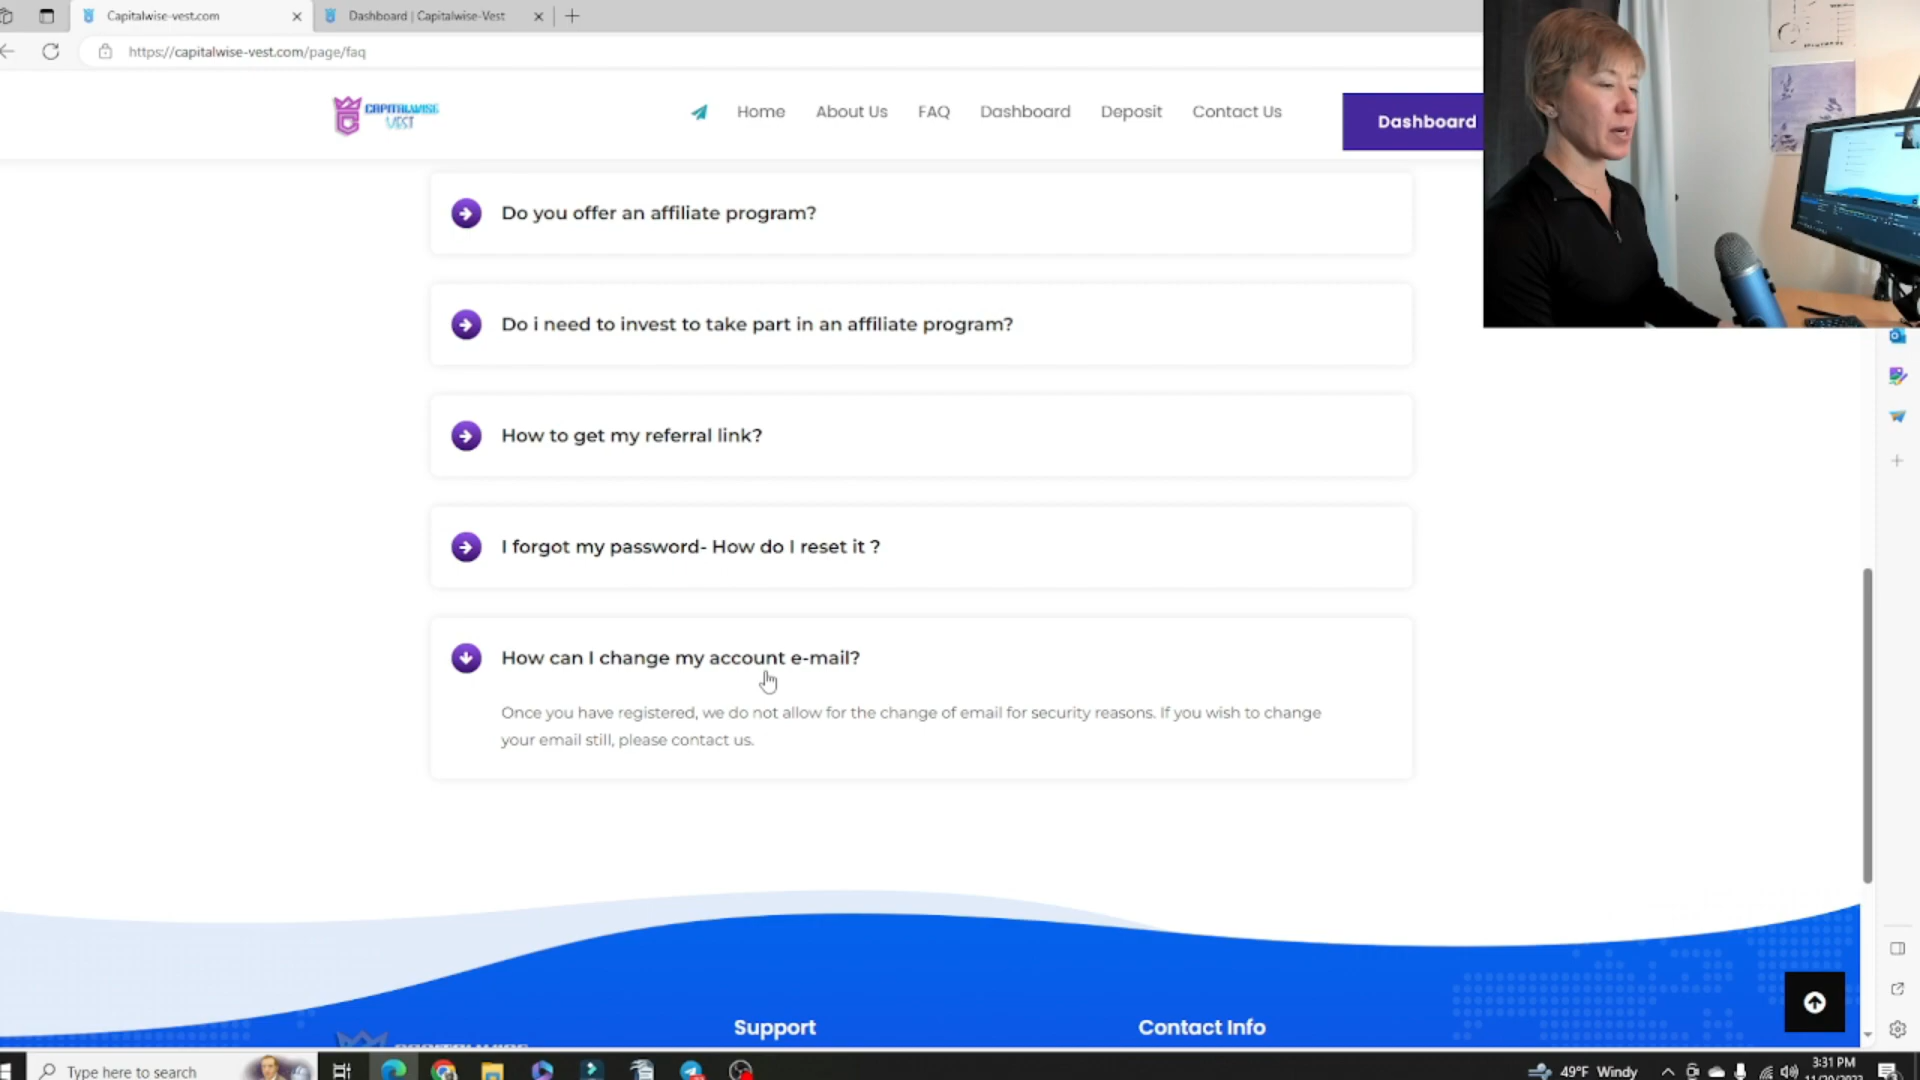 Capitalwise-vest.com
Dashboard | Capitalwise-Vest
https://capitalwise-vest.com/page/faq
CAPITALWISE
VEST
Home
About Us
FAQ
Dashboard
Deposit
Contact Us
Dashboard
Do you offer an affiliate program?
Do i need to invest to take part in an affiliate program?
How to get my referral link?
I forgot my password- How do I reset it ?
How can I change my account e-mail?
Once you have registered, we do not allow for the change of email for security reasons. If you wish to change
your email still, please contact us.
Support
Contact Info
Type here to search
49°F Windy
3:31 PM